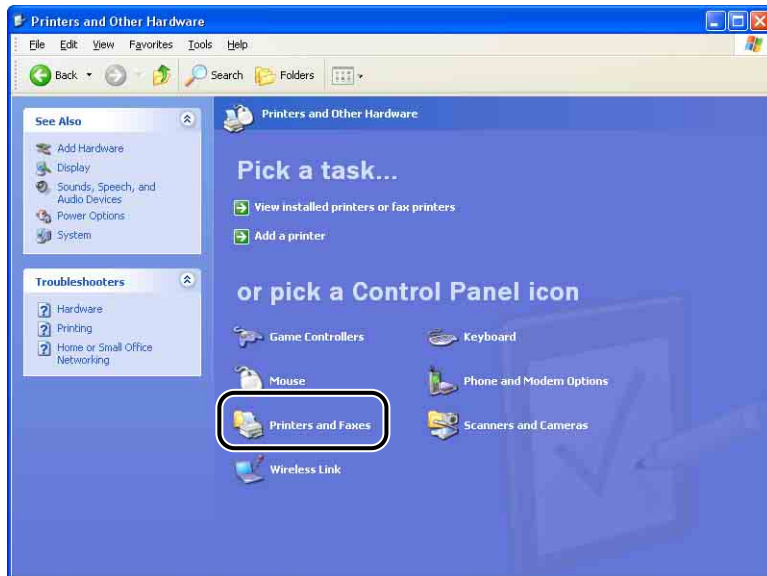 Printers and Other Hardware
File Edit View Favorites Tools Help
Back Search Folders
See Also
Add Hardware
Display
Sounds, Speech, and
Audio Devices
Power Options
System
Troubleshooters
Hardware
Printing
Home or Small Office
Networking
Printers and Other Hardware
Pick a task...
View installed printers or fax printers
Add a printer
or pick a Control Panel icon
Game Controllers
Keyboard
Mouse
Phone and Modem Options
Printers and Faxes
Scanners and Cameras
Wireless Link